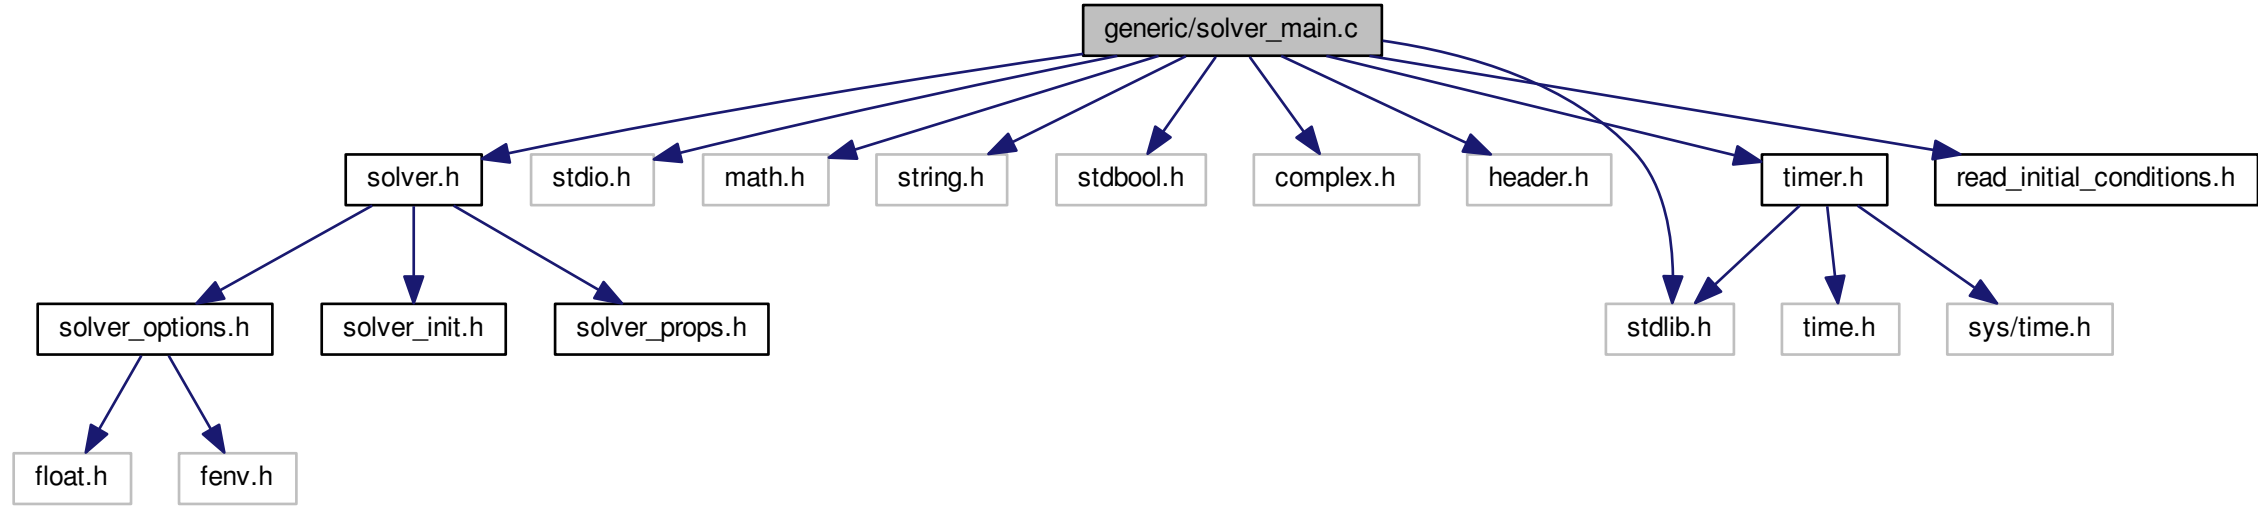 generic/solver_main.c
solver.h
stdio.h
math.h
string.h
stdbool.h
complex.h
header.h
timer.h
read_initial_conditions.h
solver_options.h
solver_init.h
solver_props.h
stdlib.h
time.h
sys/time.h
float.h
fenv.h